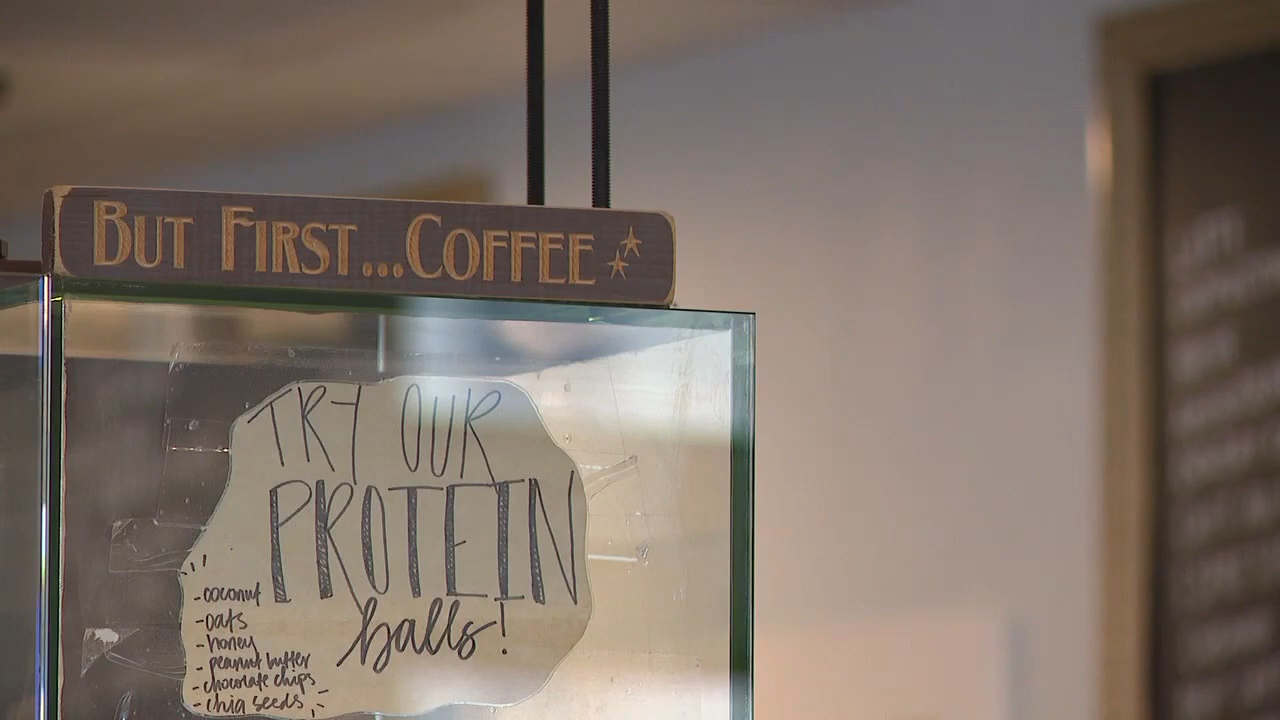 BUT FIRST...COFFEE
TRY OUR
PROTEIN
balls!
-coconut
-oats
-honey
-peanut butter
-chocolate chips
-chia seeds